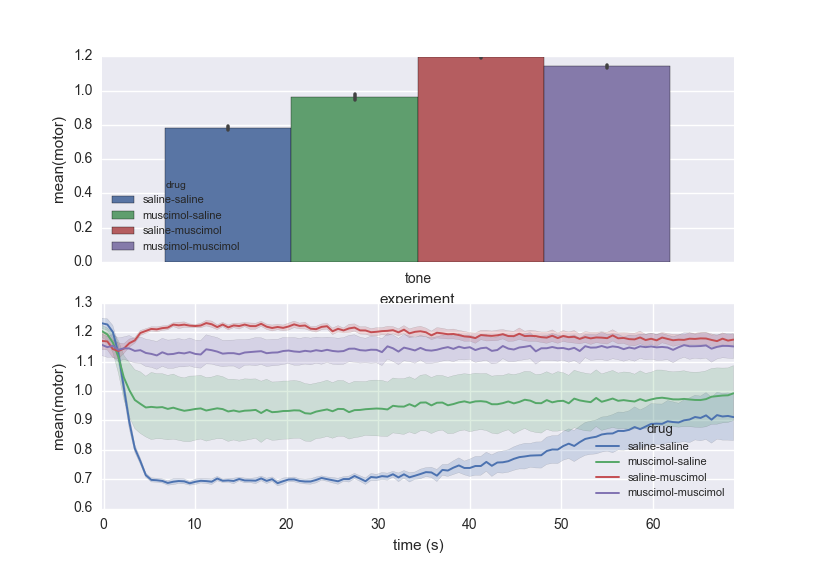 1.2
1.0
0.8
0.6
0.4
0.2
0.0
mean(motor)
drug
saline-saline
muscimol-saline
saline-muscimol
muscimol-muscimol
tone
experiment
1.3
1.2
1.1
1.0
0.9
0.8
0.7
0.6
mean(motor)
drug
saline-saline
muscimol-saline
saline-muscimol
muscimol-muscimol
0 10 20 30 40 50 60
time (s)